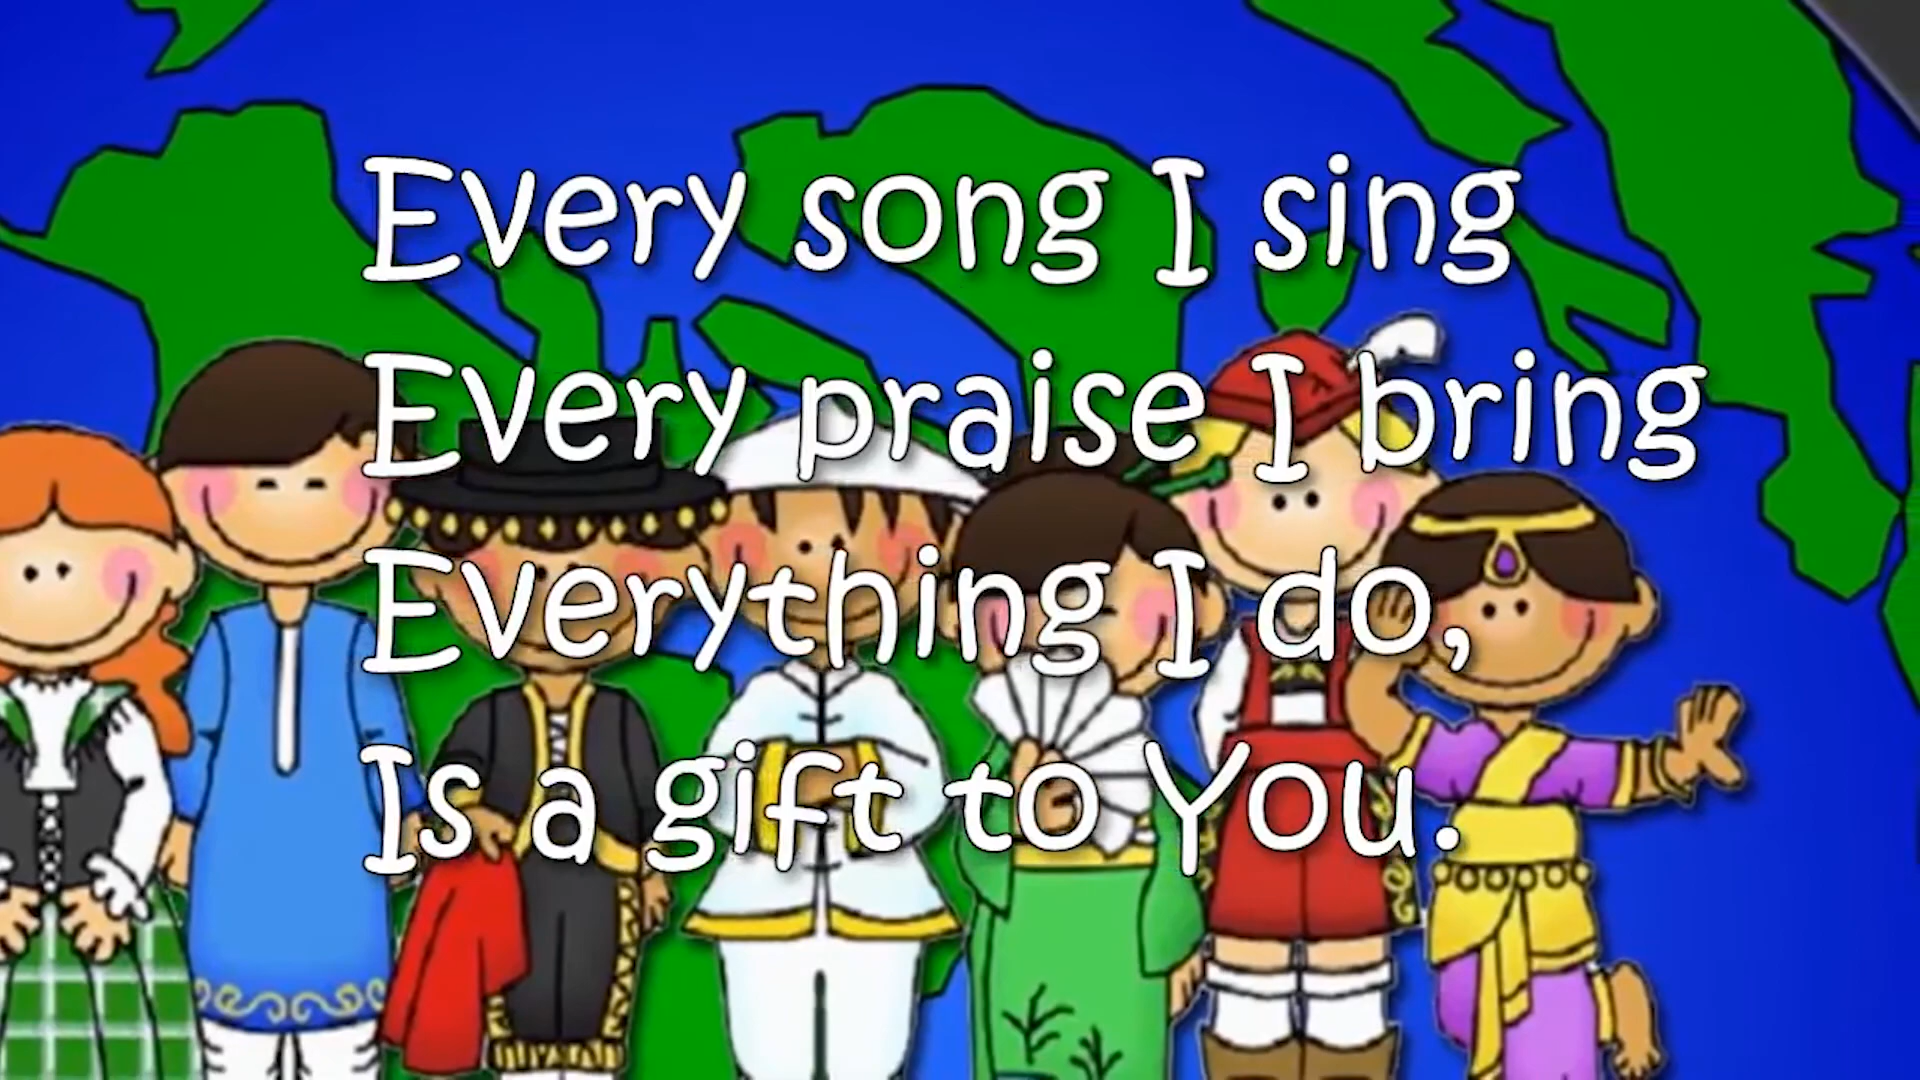 Every song I sing
Every praise I bring
Everything I do,
Is a gift to You.